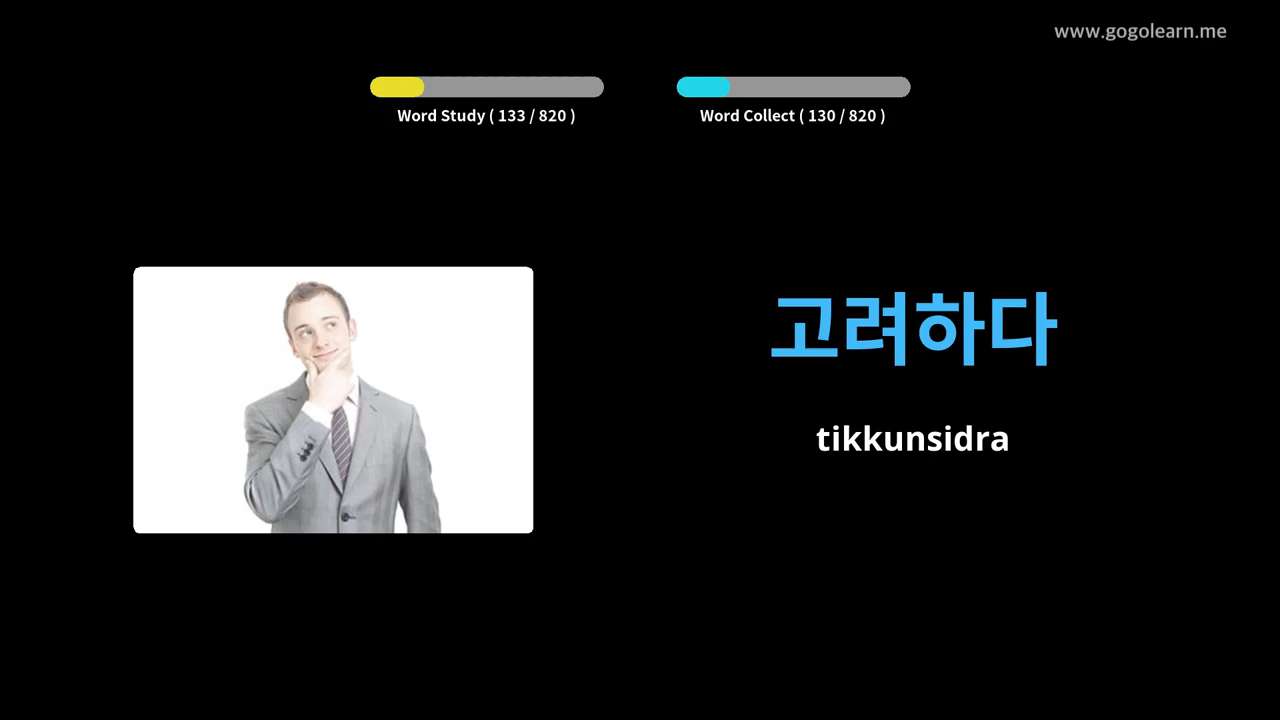 www.gogolearn.me
Word Study ( 133 / 820 )
Word Collect ( 130 / 820 )
고려하다
tikkunsidra